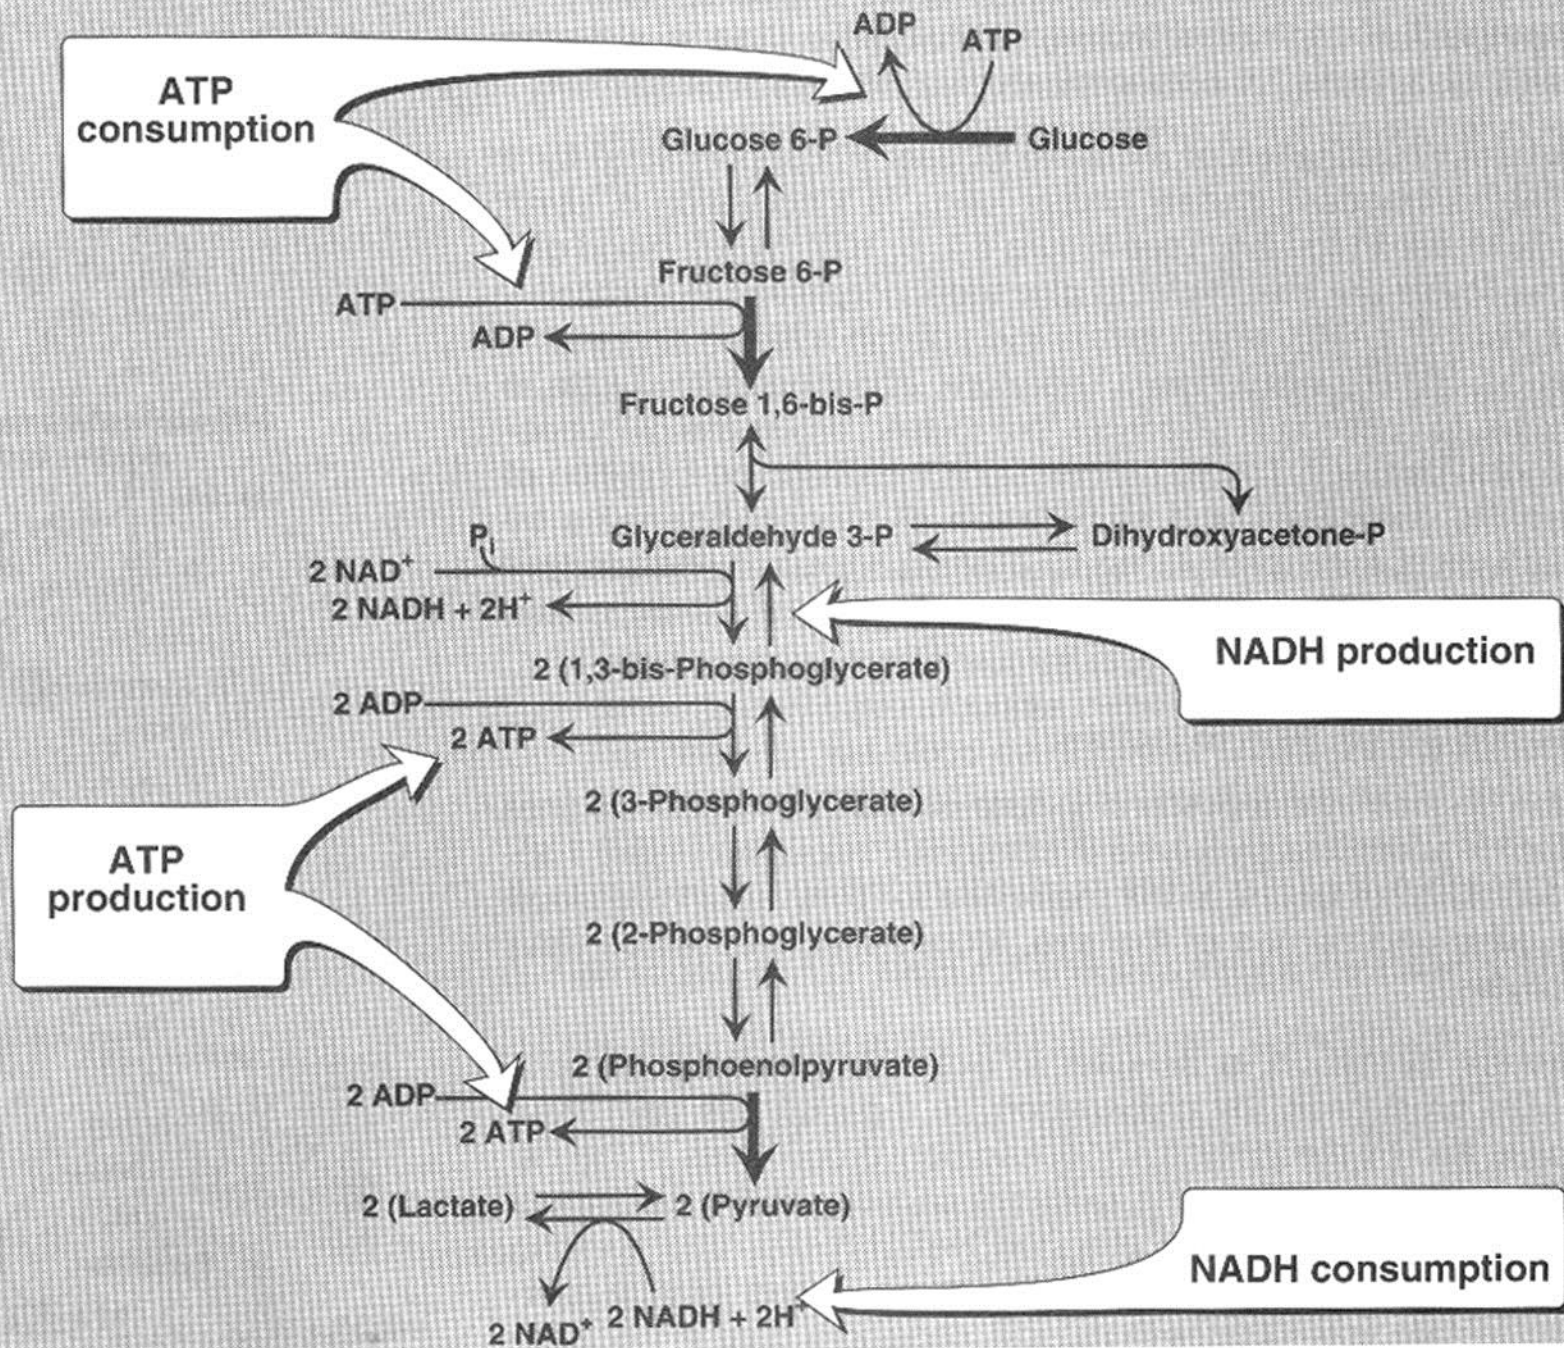 ADP
ATP
ATP
consumption
Glucose 6-P
Glucose
Fructose 6-P
ATP
ADP
Fructose 1,6-bis-P
Glyceraldehyde 3-P
Dihydroxyacetone-P
Pi
2 NAD+
2 NADH + 2H+
NADH production
2 (1,3-bis-Phosphoglycerate)
2 ADP
2 ATP
2 (3-Phosphoglycerate)
ATP
production
2 (2-Phosphoglycerate)
2 (Phosphoenolpyruvate)
2 ADP
2 ATP
2 (Lactate)
2 (Pyruvate)
NADH consumption
2 NAD+
2 NADH + 2H+